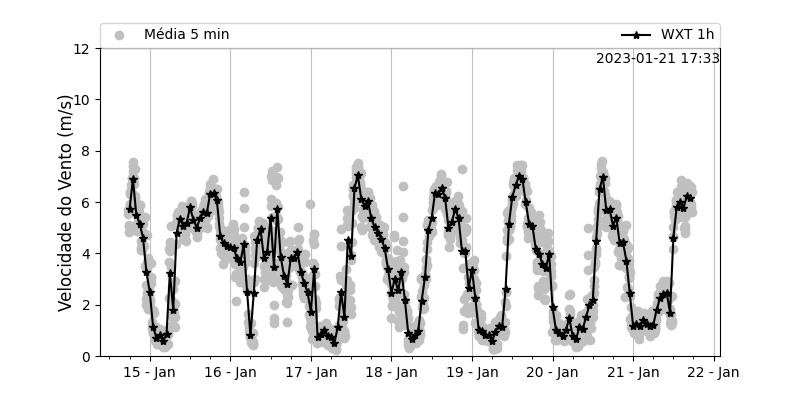 Média 5 min
WXT 1h
2023-01-21 17:33
Velocidade do Vento (m/s)
12
10
8
6
4
2
0
15 - Jan
16 - Jan
17 - Jan
18 - Jan
19 - Jan
20 - Jan
21 - Jan
22 - Jan